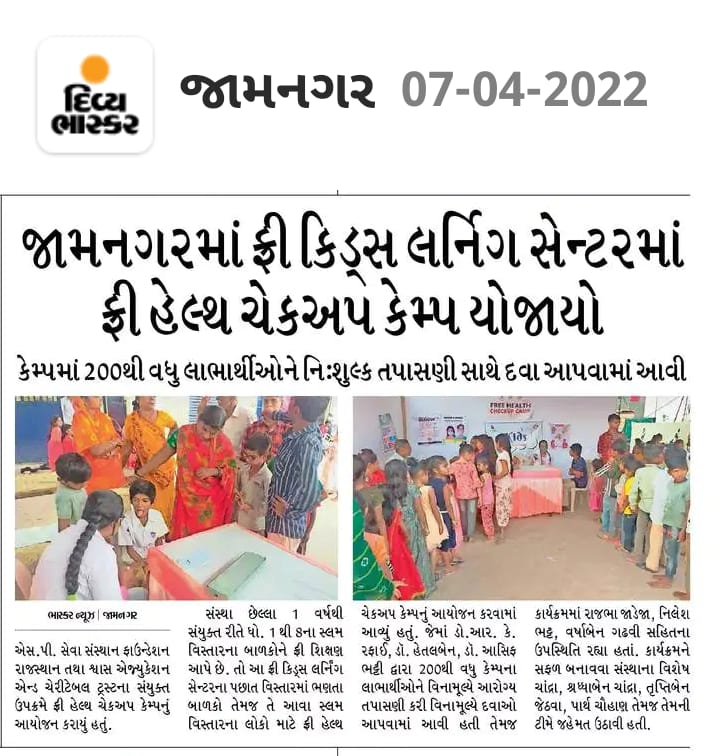 દિવ્ય
ભાસ્કર
જામનગર 07-04-2022
જામનગરમાં ફ્રી કિડ્સ લર્નિગ સેન્ટરમાં
ફ્રી હેલ્થ ચેકઅપ કેમ્પ યોજાયો
કેમ્પમાં 200થી વધુ લાભાર્થીઓને નિઃશુલ્ક તપાસણી સાથે દવા આપવામાં આવી
FREE HEALTH
CHECKUP CAMP
ભાસ્કર ન્યૂઝ | જામનગર
એસ.પી. સેવા સંસ્થાન ફાઉન્ડેશન
રાજસ્થાન તથા શ્વાસ એજ્યુકેશન
એન્ડ ચેરીટેબલ ટ્રસ્ટના સંયુક્ત
ઉપક્રમે ફ્રી હેલ્થ ચેકઅપ કેમ્પનું
આયોજન કરાયું હતું.
સંસ્થા છેલ્લા 1 વર્ષથી
સંયુક્ત રીતે ધો. 1 થી 8ના સ્લમ
વિસ્તારના બાળકોને ફ્રી શિક્ષણ
આપે છે. તો આ ફ્રી કિડ્સ લર્નિંગ
સેન્ટરના પછાત વિસ્તારમાં ભણતા
બાળકો તેમજ તે આવા સ્લમ
વિસ્તારના લોકો માટે ફ્રી હેલ્થ
ચેકઅપ કેમ્પનું આયોજન કરવામાં
આવ્યું હતું. જેમાં ડો.આર. કે.
રફાઈ, ડૉ. હેતલબેન, ડૉ. આસિફ
ભટ્ટી દ્વારા 200થી વધુ કેમ્પના
લાભાર્થીઓને વિનામૂલ્યે આરોગ્ય
તપાસણી કરી વિનામૂલ્યે દવાઓ
આપવામાં આવી હતી તેમજ
કાર્યક્રમમાં રાજભા જાડેજા, નિલેશ
ભટ્ટ, વર્ષાબેન ગઢવી સહિતના
ઉપસ્થિતિ રહ્યા હતાં. કાર્યક્રમને
સફળ બનાવવા સંસ્થાના વિશેષ
ચાંદ્રા, શ્રધ્ધાબેન ચાંદ્રા, તૃપ્તિબેન
જેઠવા, પાર્થ ચૌહાણ તેમજ તેમની
ટીમે જહેમત ઉઠાવી હતી.